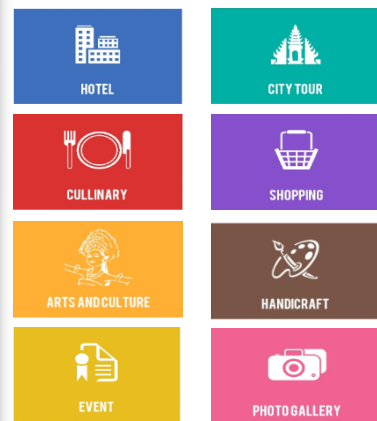 HOTEL
CITY TOUR
CULLINARY
SHOPPING
ARTS AND CULTURE
HANDICRAFT
EVENT
PHOTO GALLERY